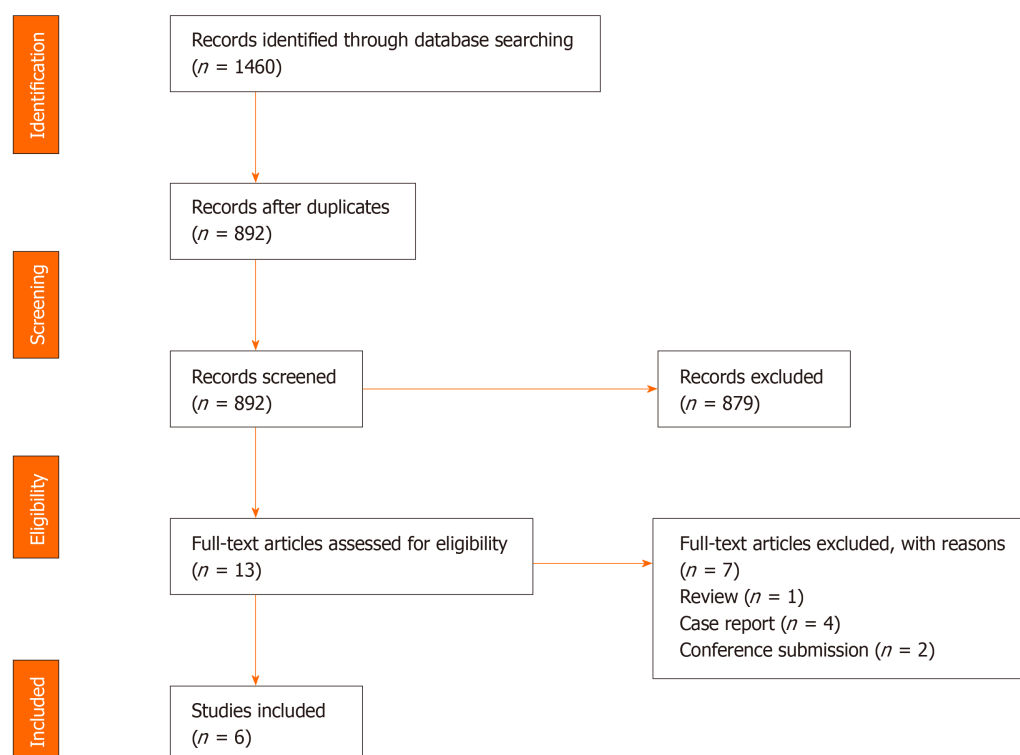 Identification
Records identified through database searching
(n = 1460)
Records after duplicates
(n = 892)
Screening
Records screened
(n = 892)
Records excluded
(n = 879)
Eligibility
Full-text articles assessed for eligibility
(n = 13)
Full-text articles excluded, with reasons
(n = 7)
Review (n = 1)
Case report (n = 4)
Conference submission (n = 2)
Included
Studies included
(n = 6)